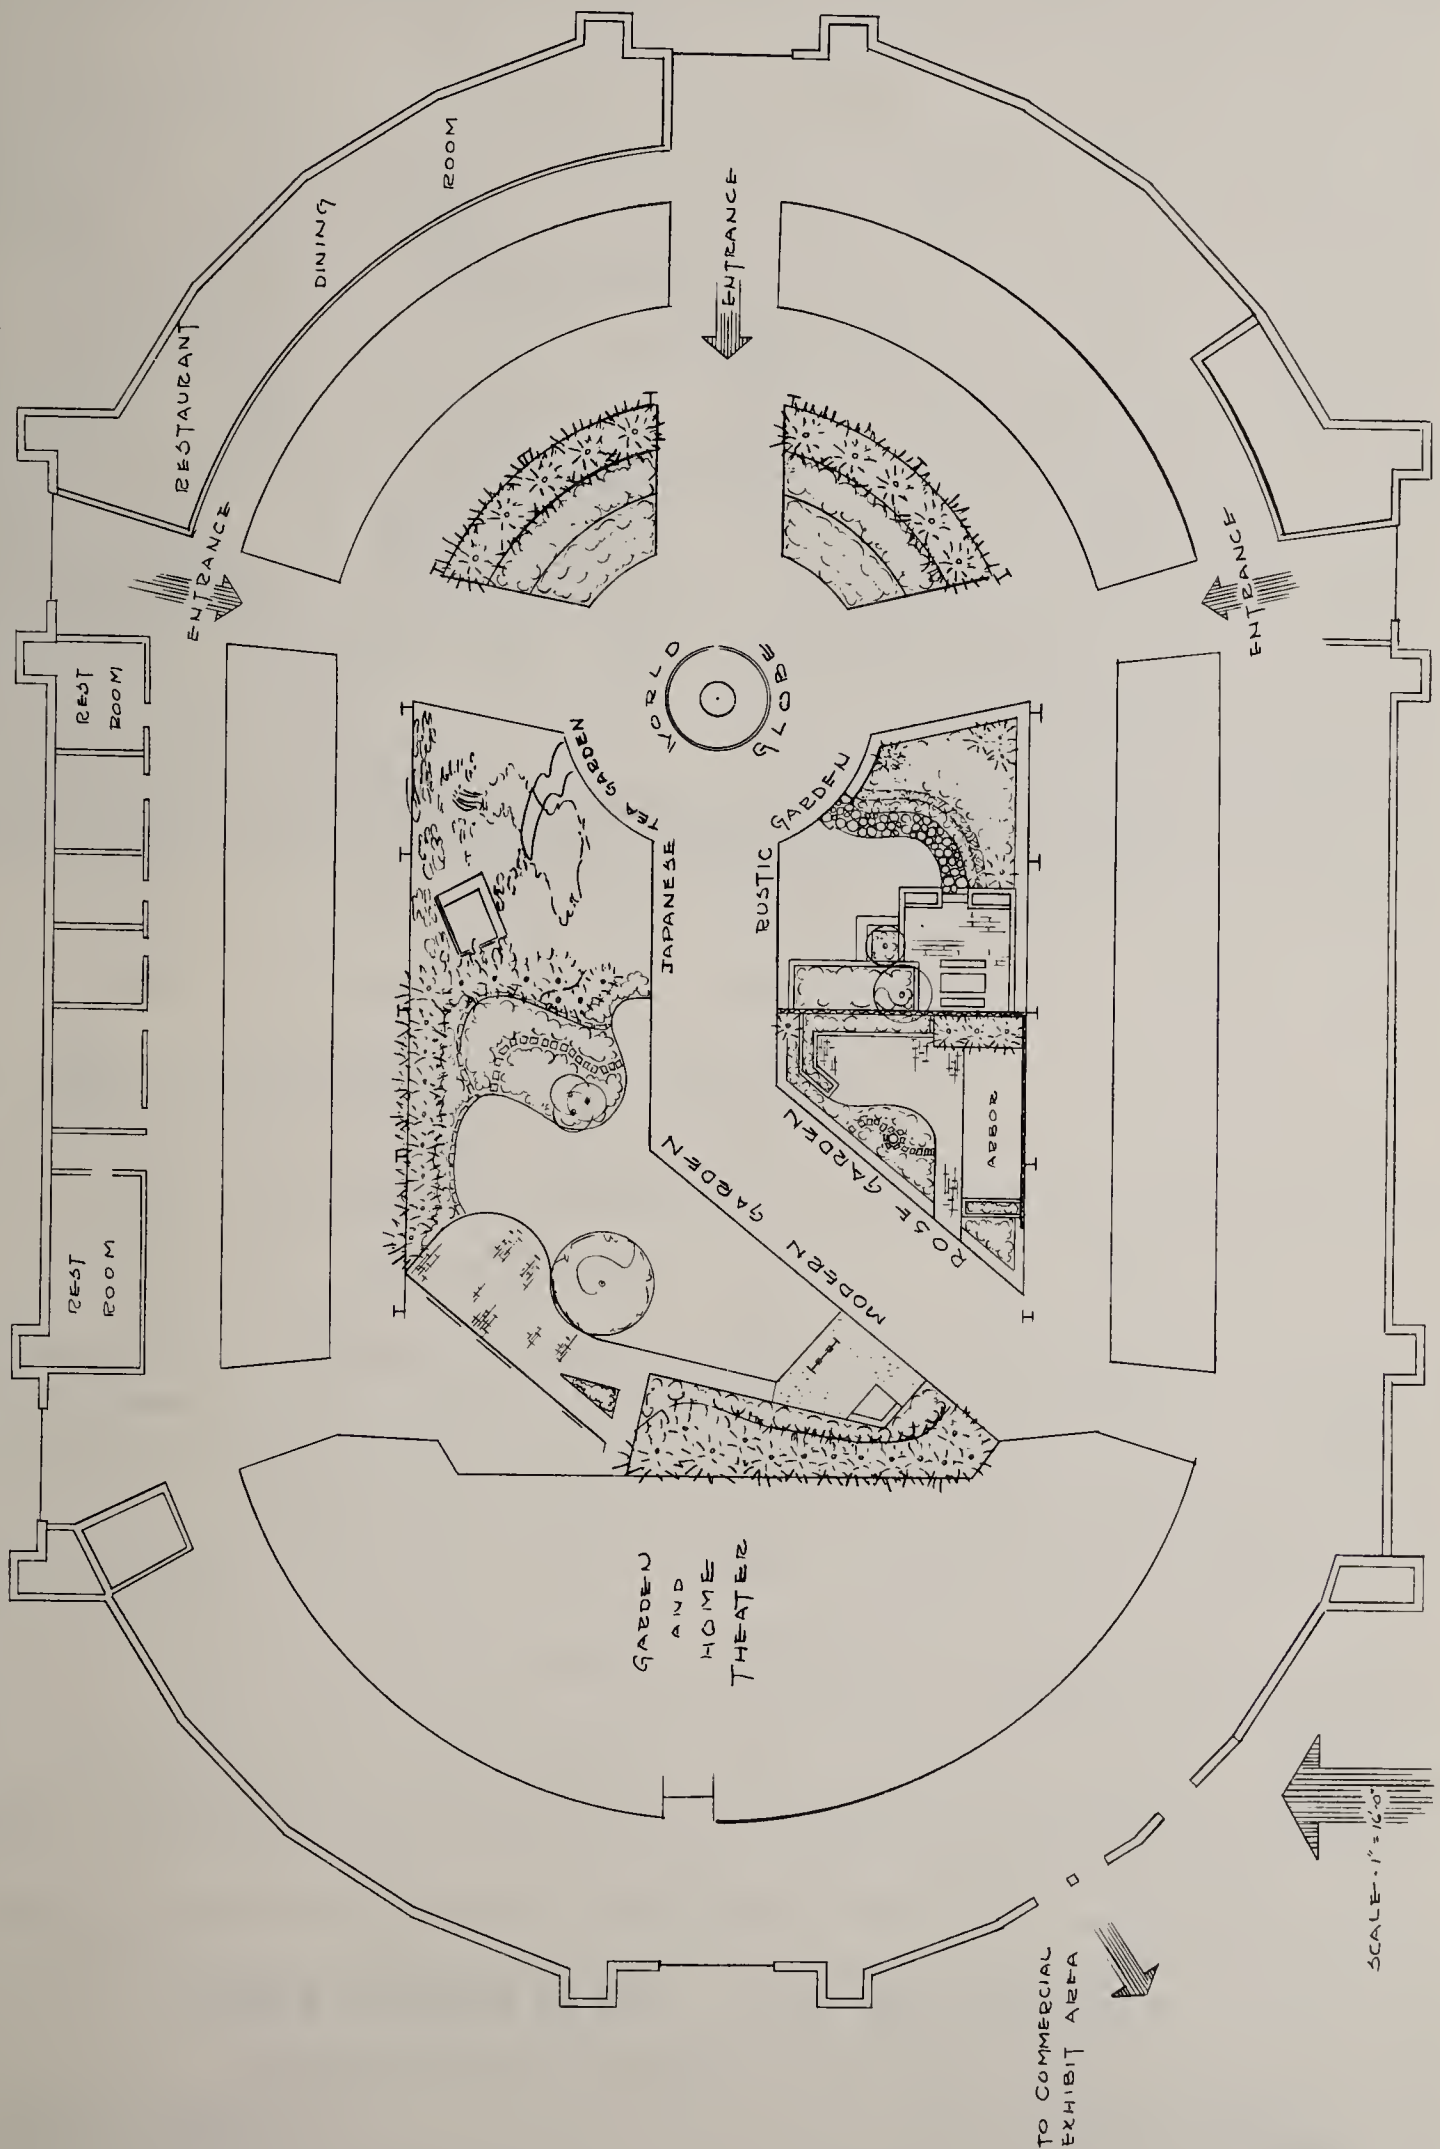 RESTAURANT DINING ROOM
ENTRANCE
ENTRANCE
ENTRANCE
REST
ROOM
REST
ROOM
WORLD
GLOBE
JAPANESE TEA GARDEN
RUSTIC GARDEN
MODERN GARDEN
ROSE GARDEN
ARBOR
GARDEN
AND
HOME
THEATER
TO COMMERCIAL
EXHIBIT AREA
SCALE - 1" = 16'-0"